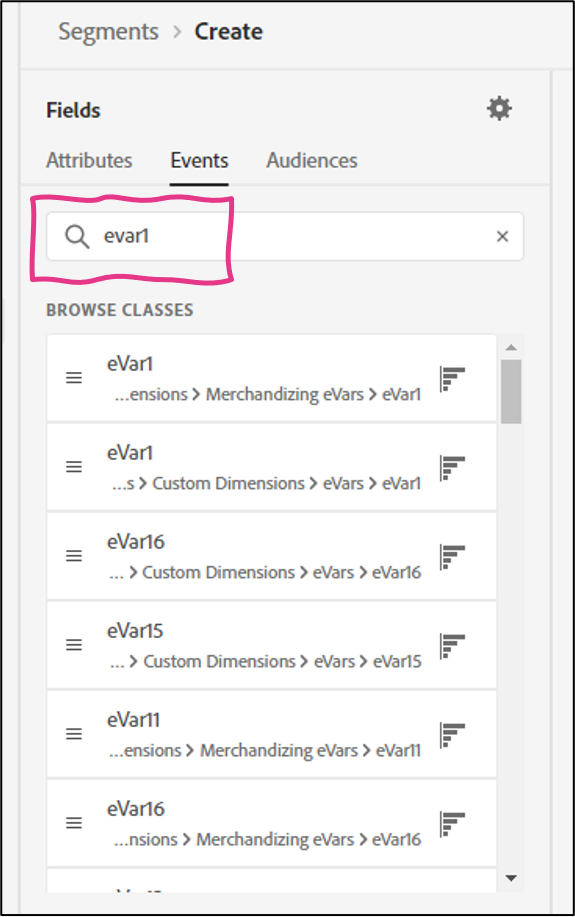 Segments > Create
Fields
Attributes Events Audiences
evar1
BROWSE CLASSES
eVar1
...ensions > Merchandizing eVars > eVar1
eVar1
...s > Custom Dimensions > eVars > eVar1
eVar16
... > Custom Dimensions > eVars > eVar16
eVar15
... > Custom Dimensions > eVars > eVar15
eVar11
...ensions > Merchandizing eVars > eVar11
eVar16
...nsions > Merchandizing eVars > eVar16